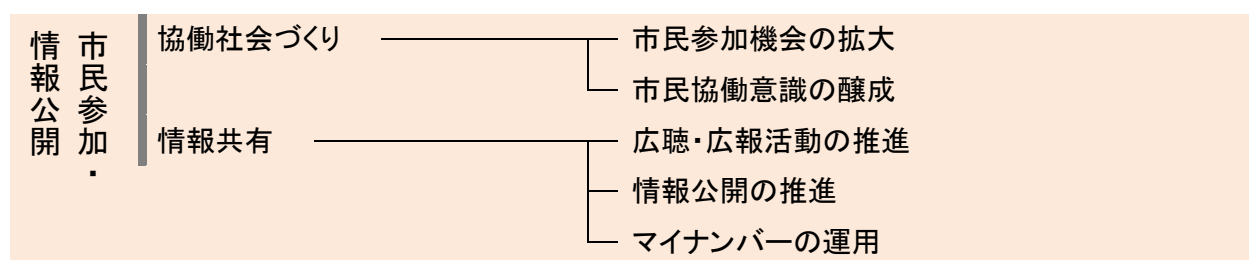 市民参加・
情報公開
協働社会づくり
市民参加機会の拡大
市民協働意識の醸成
情報共有
広聴・広報活動の推進
情報公開の推進
マイナンバーの運用